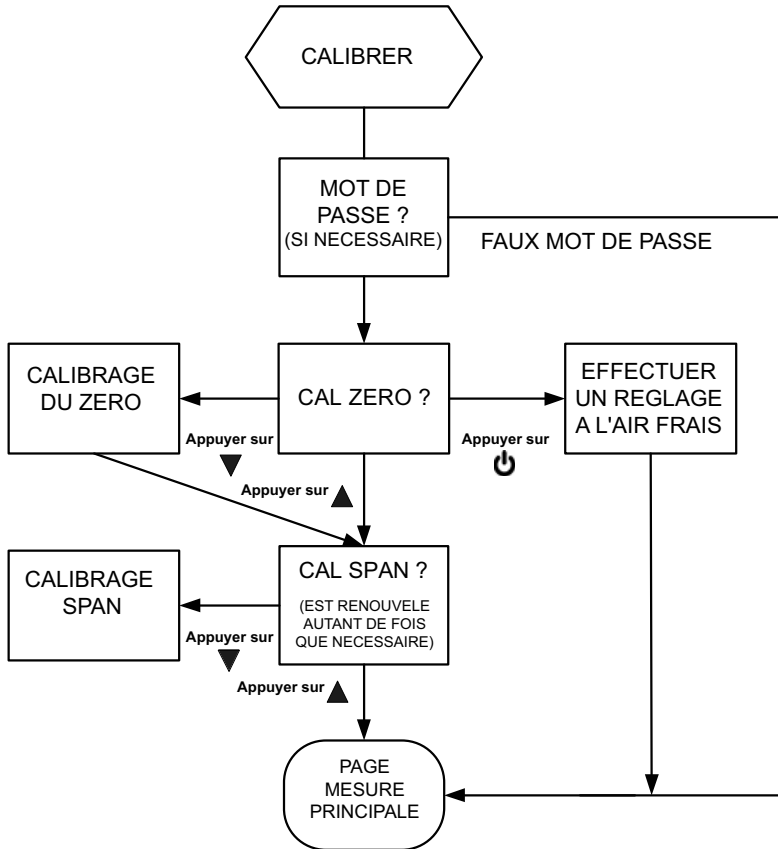 CALIBRER
MOT DE
PASSE ?
(SI NECESSAIRE)
FAUX MOT DE PASSE
CALIBRAGE
DU ZERO
CAL ZERO ?
EFFECTUER
UN REGLAGE
A L'AIR FRAIS
Appuyer sur
Appuyer sur
Appuyer sur
CALIBRAGE
SPAN
CAL SPAN ?
(EST RENOUVELE
AUTANT DE FOIS
QUE NECESSAIRE)
Appuyer sur
Appuyer sur
PAGE
MESURE
PRINCIPALE